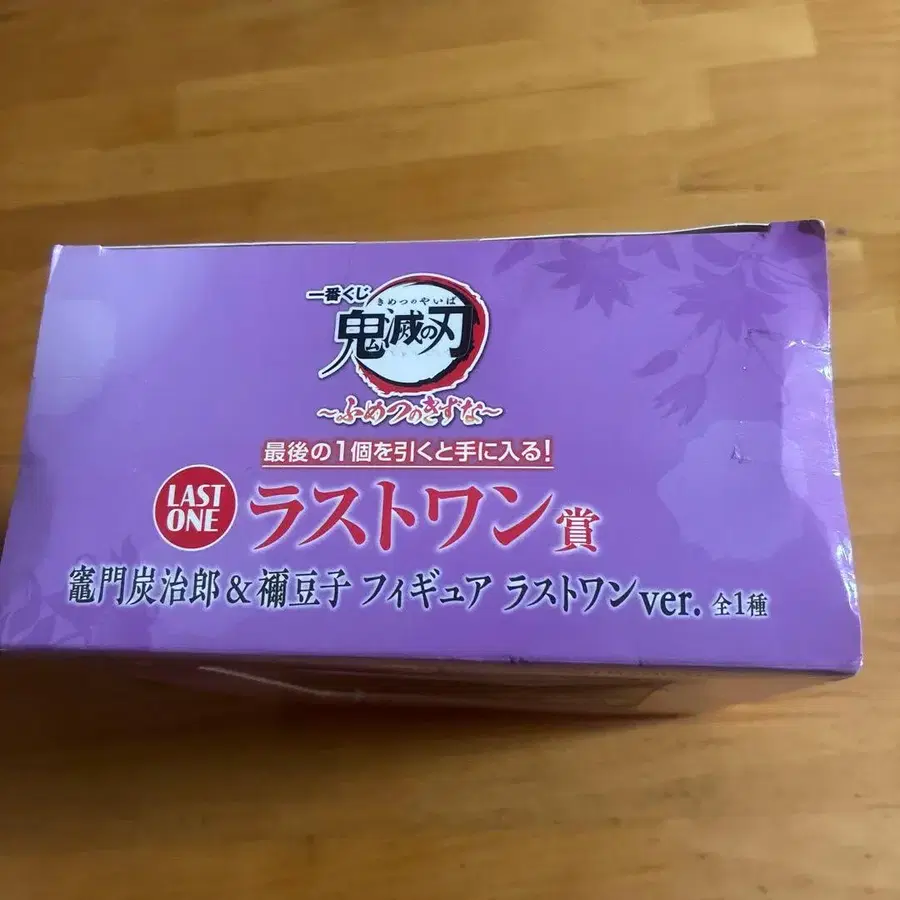 一番くじ
きめつのやいば
鬼滅の刃
～ふめつのきずな～
最後の1個を引くと手に入る!
LAST
ONE
ラストワン賞
竈門炭治郎&禰豆子 フィギュア ラストワンver. 全1種